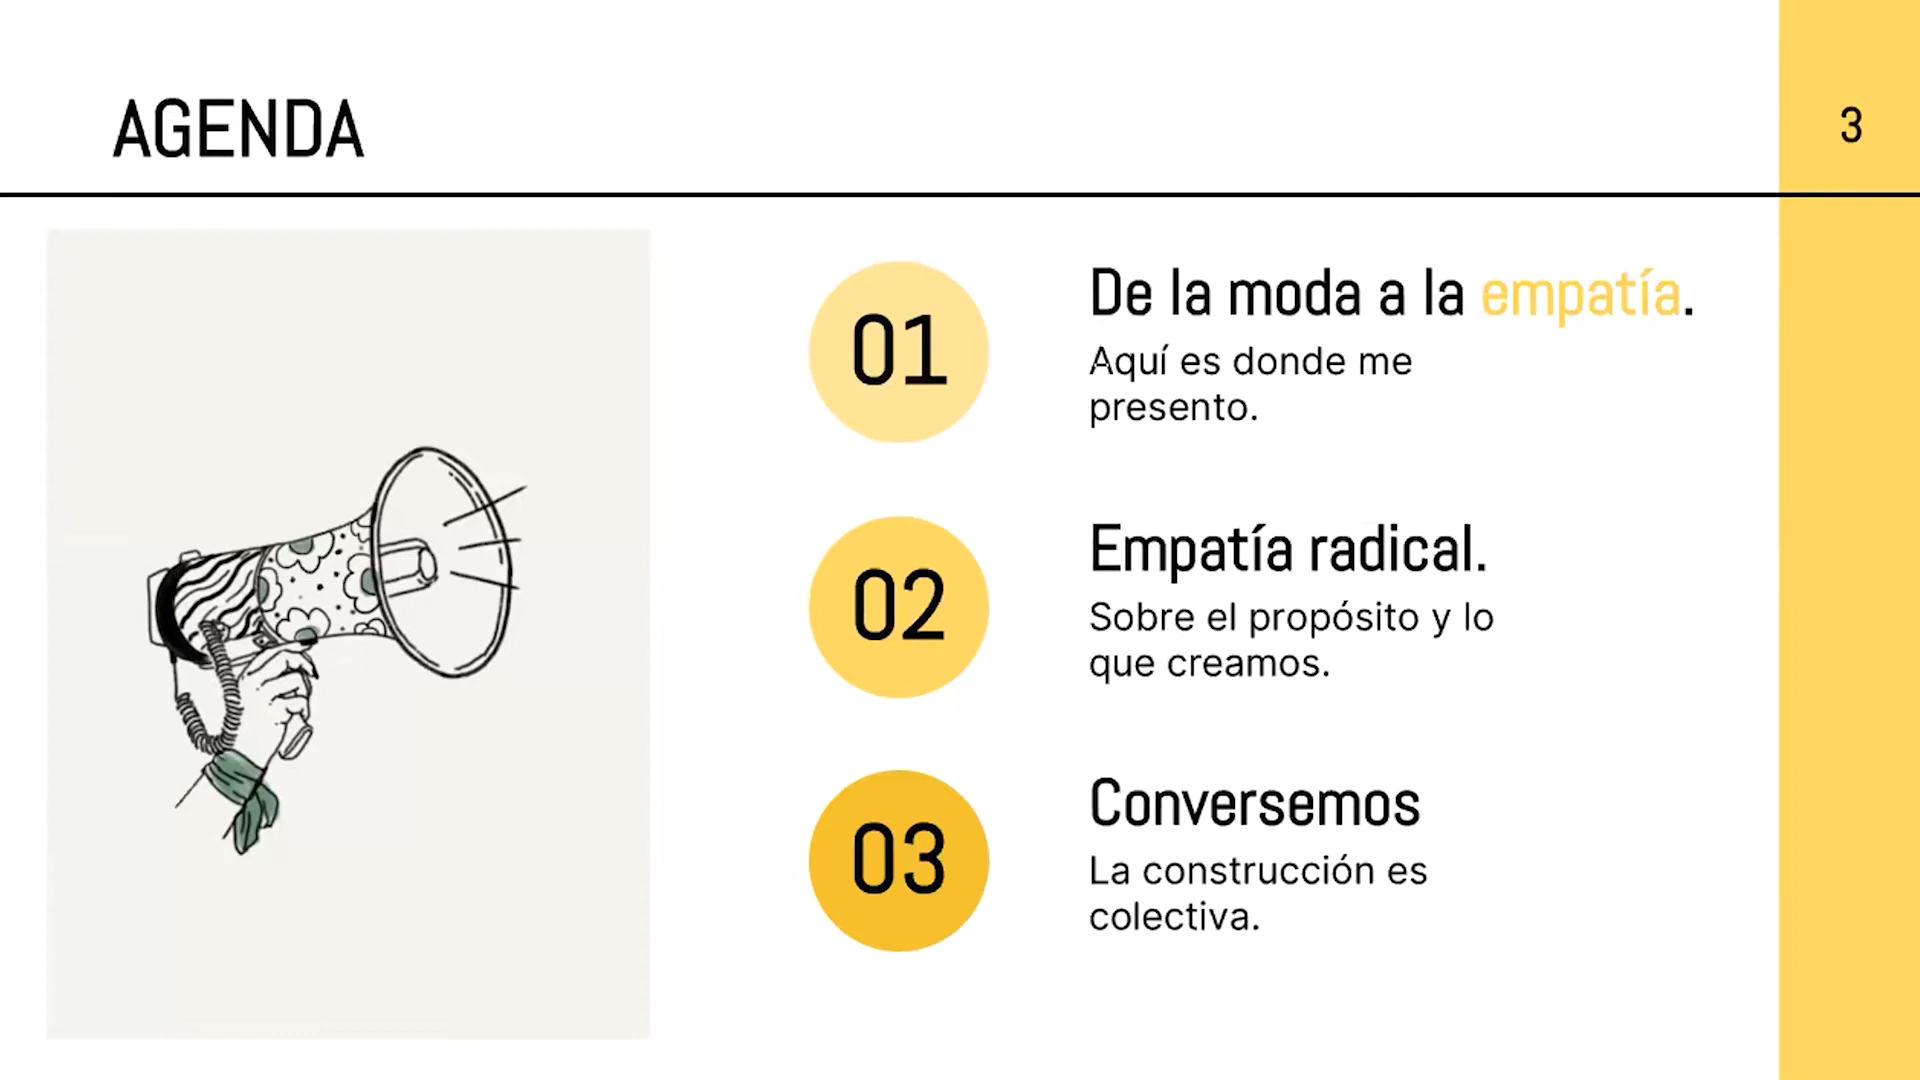 AGENDA
3
01
De la moda a la empatía.
Aquí es donde me
presento.
02
Empatía radical.
Sobre el propósito y lo
que creamos.
03
Conversemos
La construcción es
colectiva.